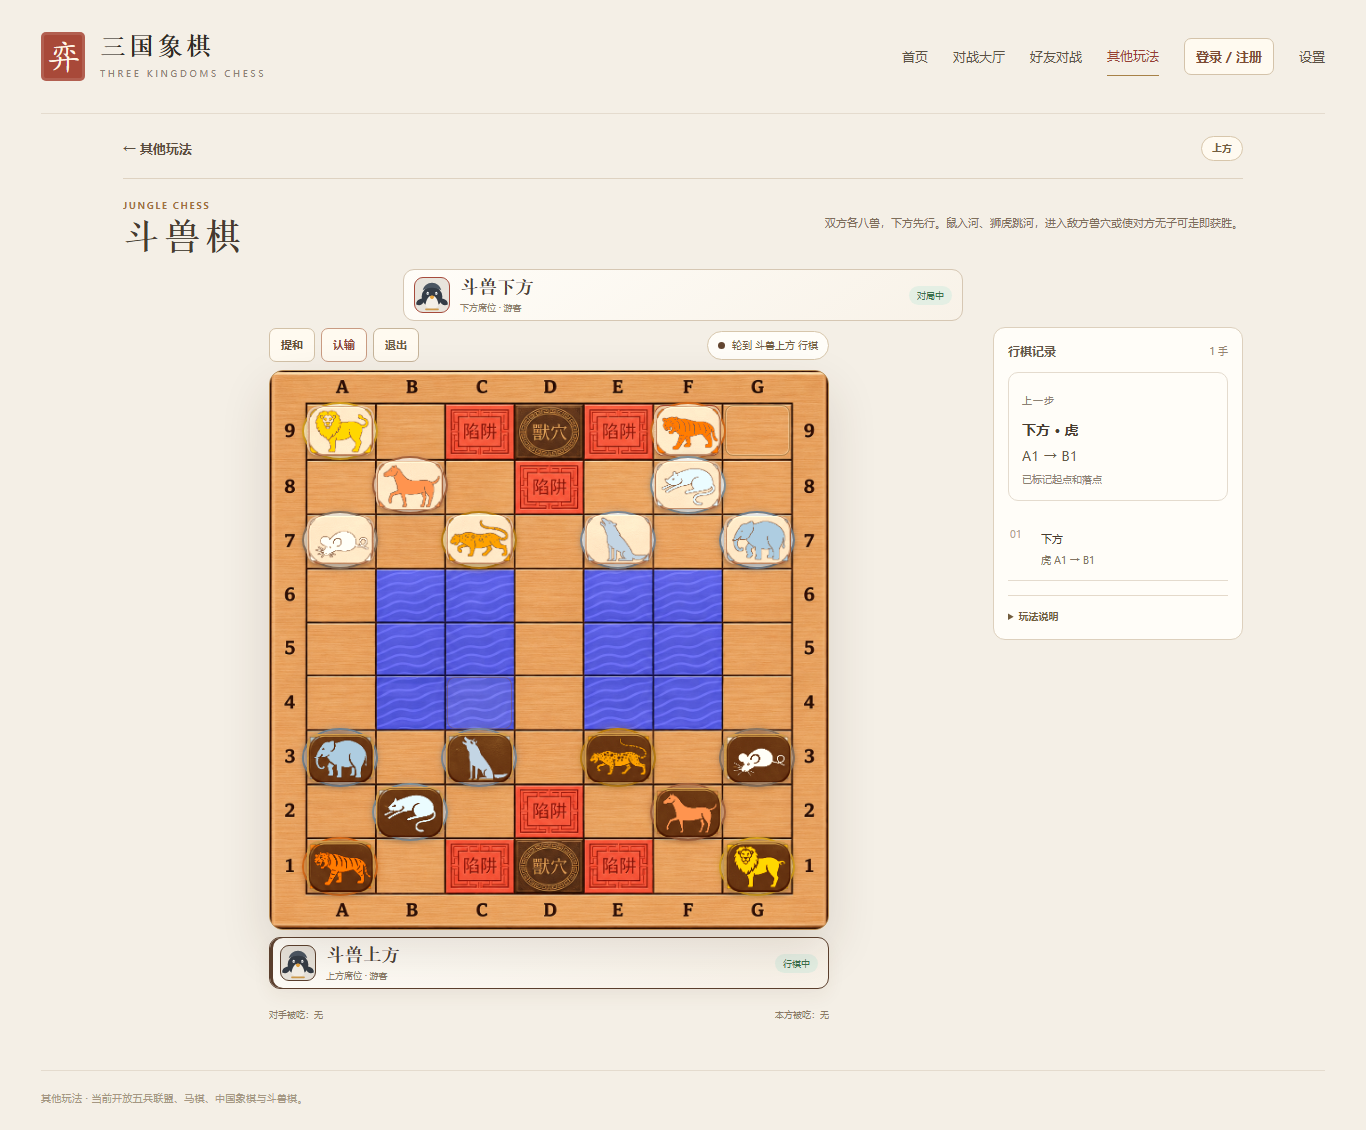 弈
三国象棋
THREE KINGDOMS CHESS
首页 对战大厅 好友对战 其他玩法 登录 / 注册 设置
← 其他玩法
上方
JUNGLE CHESS
斗兽棋
双方各八兽，下方先行。鼠入河、狮虎跳河，进入敌方兽穴或使对方无子可走即获胜。
斗兽下方
下方席位 · 游客
对局中
提和 认输 退出
轮到 斗兽上方 行棋
A B C D E F G
9 陷阱 獸穴 陷阱 9
8 陷阱 8
7 7
6 6
5 5
4 4
3 3
2 陷阱 2
1 陷阱 獸穴 陷阱 1
A B C D E F G
斗兽上方
上方席位 · 游客
行棋中
对手被吃：无
本方被吃：无
行棋记录 1 手
上一步
下方 • 虎
A1 → B1
已标记起点和落点
01 下方
虎 A1 → B1
▶ 玩法说明
其他玩法 · 当前开放五兵联盟、马棋、中国象棋与斗兽棋。